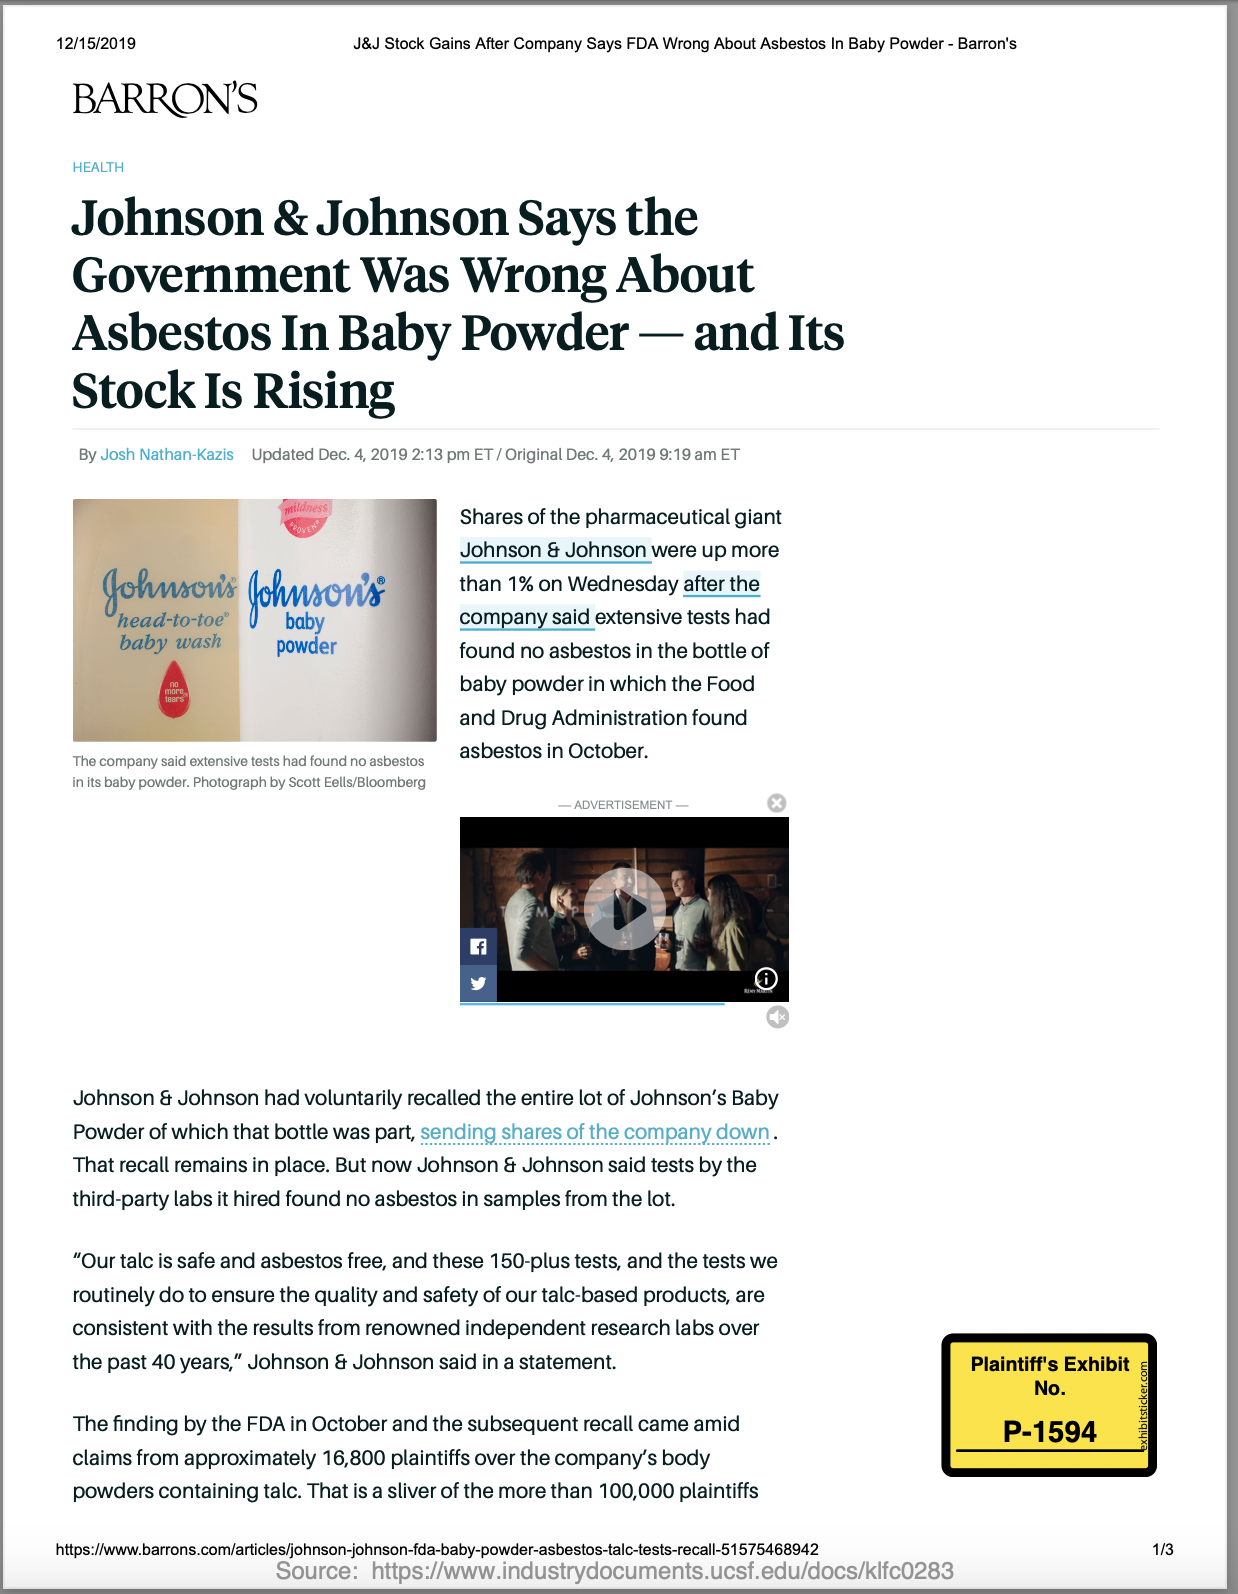 12/15/2019
J&J Stock Gains After Company Says FDA Wrong About Asbestos In Baby Powder - Barron's
BARRON'S
HEALTH
Johnson & Johnson Says the
Government Was Wrong About
Asbestos In Baby Powder — and Its
Stock Is Rising
By Josh Nathan-Kazis Updated Dec. 4, 2019 2:13 pm ET / Original Dec. 4, 2019 9:19 am ET
mildness
PROVEN
Johnson's®
head-to-toe®
baby wash
no
more
tears®
Johnson's®
baby
powder
The company said extensive tests had found no asbestos
in its baby powder. Photograph by Scott Eells/Bloomberg
Shares of the pharmaceutical giant
Johnson & Johnson were up more
than 1% on Wednesday after the
company said extensive tests had
found no asbestos in the bottle of
baby powder in which the Food
and Drug Administration found
asbestos in October.
— ADVERTISEMENT —
Johnson & Johnson had voluntarily recalled the entire lot of Johnson’s Baby
Powder of which that bottle was part, sending shares of the company down .
That recall remains in place. But now Johnson & Johnson said tests by the
third-party labs it hired found no asbestos in samples from the lot.
“Our talc is safe and asbestos free, and these 150-plus tests, and the tests we
routinely do to ensure the quality and safety of our talc-based products, are
consistent with the results from renowned independent research labs over
the past 40 years,” Johnson & Johnson said in a statement.
The finding by the FDA in October and the subsequent recall came amid
claims from approximately 16,800 plaintiffs over the company’s body
powders containing talc. That is a sliver of the more than 100,000 plaintiffs
Plaintiff's Exhibit
No.
P-1594
exhibitsticker.com
https://www.barrons.com/articles/johnson-johnson-fda-baby-powder-asbestos-talc-tests-recall-51575468942
1/3
Source: https://www.industrydocuments.ucsf.edu/docs/klfc0283